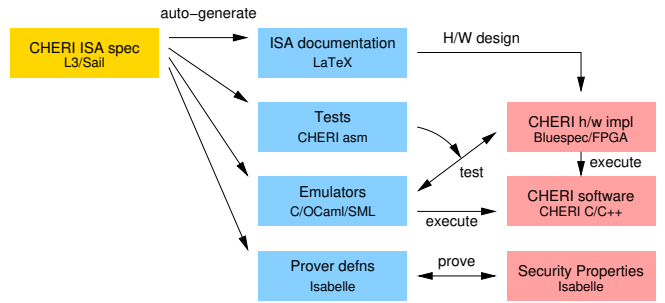 auto-generate
CHERI ISA spec
L3/Sail
ISA documentation
LaTeX
H/W design
Tests
CHERI asm
CHERI h/w impl
Bluespec/FPGA
test
execute
Emulators
C/OCaml/SML
execute
CHERI software
CHERI C/C++
Prover defns
Isabelle
prove
Security Properties
Isabelle